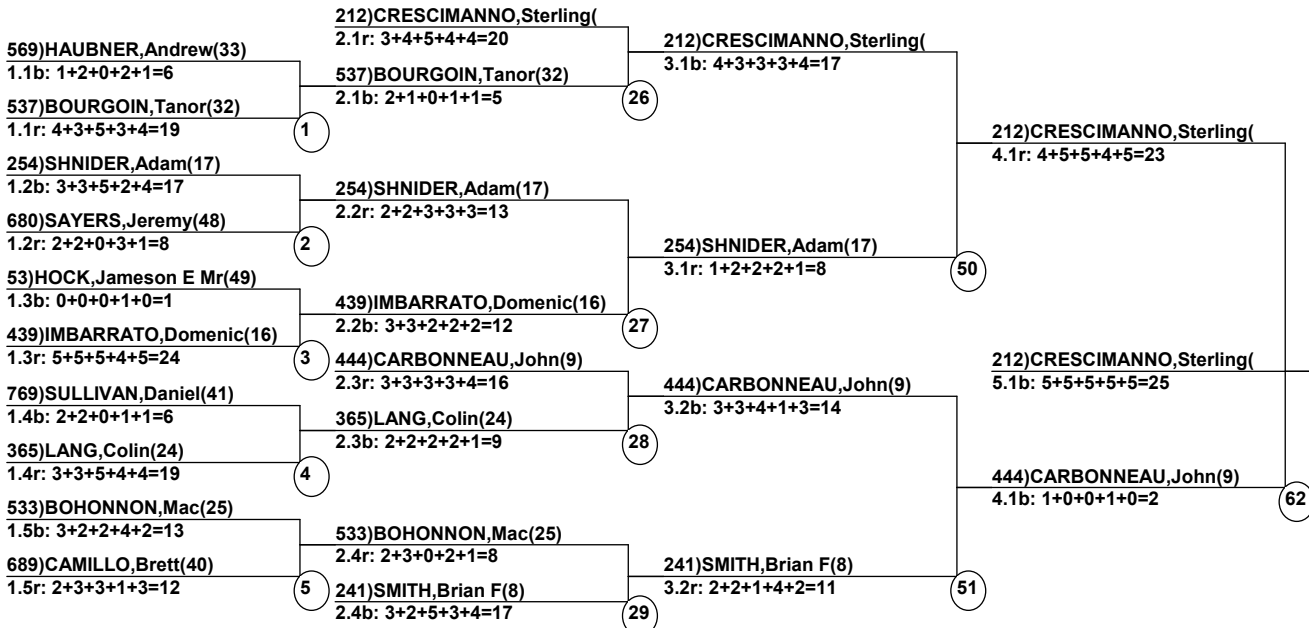 569)HAUBNER,Andrew(33)
1.1b: 1+2+0+2+1=6
537)BOURGOIN,Tanor(32)
1.1r: 4+3+5+3+4=19
1
254)SHNIDER,Adam(17)
1.2b: 3+3+5+2+4=17
680)SAYERS,Jeremy(48)
1.2r: 2+2+0+3+1=8
2
53)HOCK,Jameson E Mr(49)
1.3b: 0+0+0+1+0=1
439)IMBARRATO,Domenic(16)
1.3r: 5+5+5+4+5=24
3
769)SULLIVAN,Daniel(41)
1.4b: 2+2+0+1+1=6
365)LANG,Colin(24)
1.4r: 3+3+5+4+4=19
4
533)BOHONNON,Mac(25)
1.5b: 3+2+2+4+2=13
689)CAMILLO,Brett(40)
1.5r: 2+3+3+1+3=12
5
212)CRESCIMANNO,Sterling(
2.1r: 3+4+5+4+4=20
537)BOURGOIN,Tanor(32)
2.1b: 2+1+0+1+1=5
26
254)SHNIDER,Adam(17)
2.2r: 2+2+3+3+3=13
439)IMBARRATO,Domenic(16)
2.2b: 3+3+2+2+2=12
27
444)CARBONNEAU,John(9)
2.3r: 3+3+3+3+4=16
365)LANG,Colin(24)
2.3b: 2+2+2+2+1=9
28
533)BOHONNON,Mac(25)
2.4r: 2+3+0+2+1=8
241)SMITH,Brian F(8)
2.4b: 3+2+5+3+4=17
29
212)CRESCIMANNO,Sterling(
3.1b: 4+3+3+3+4=17
254)SHNIDER,Adam(17)
3.1r: 1+2+2+2+1=8
50
444)CARBONNEAU,John(9)
3.2b: 3+3+4+1+3=14
241)SMITH,Brian F(8)
3.2r: 2+2+1+4+2=11
51
212)CRESCIMANNO,Sterling(
4.1r: 4+5+5+4+5=23
444)CARBONNEAU,John(9)
4.1b: 1+0+0+1+0=2
62
212)CRESCIMANNO,Sterling(
5.1b: 5+5+5+5+5=25